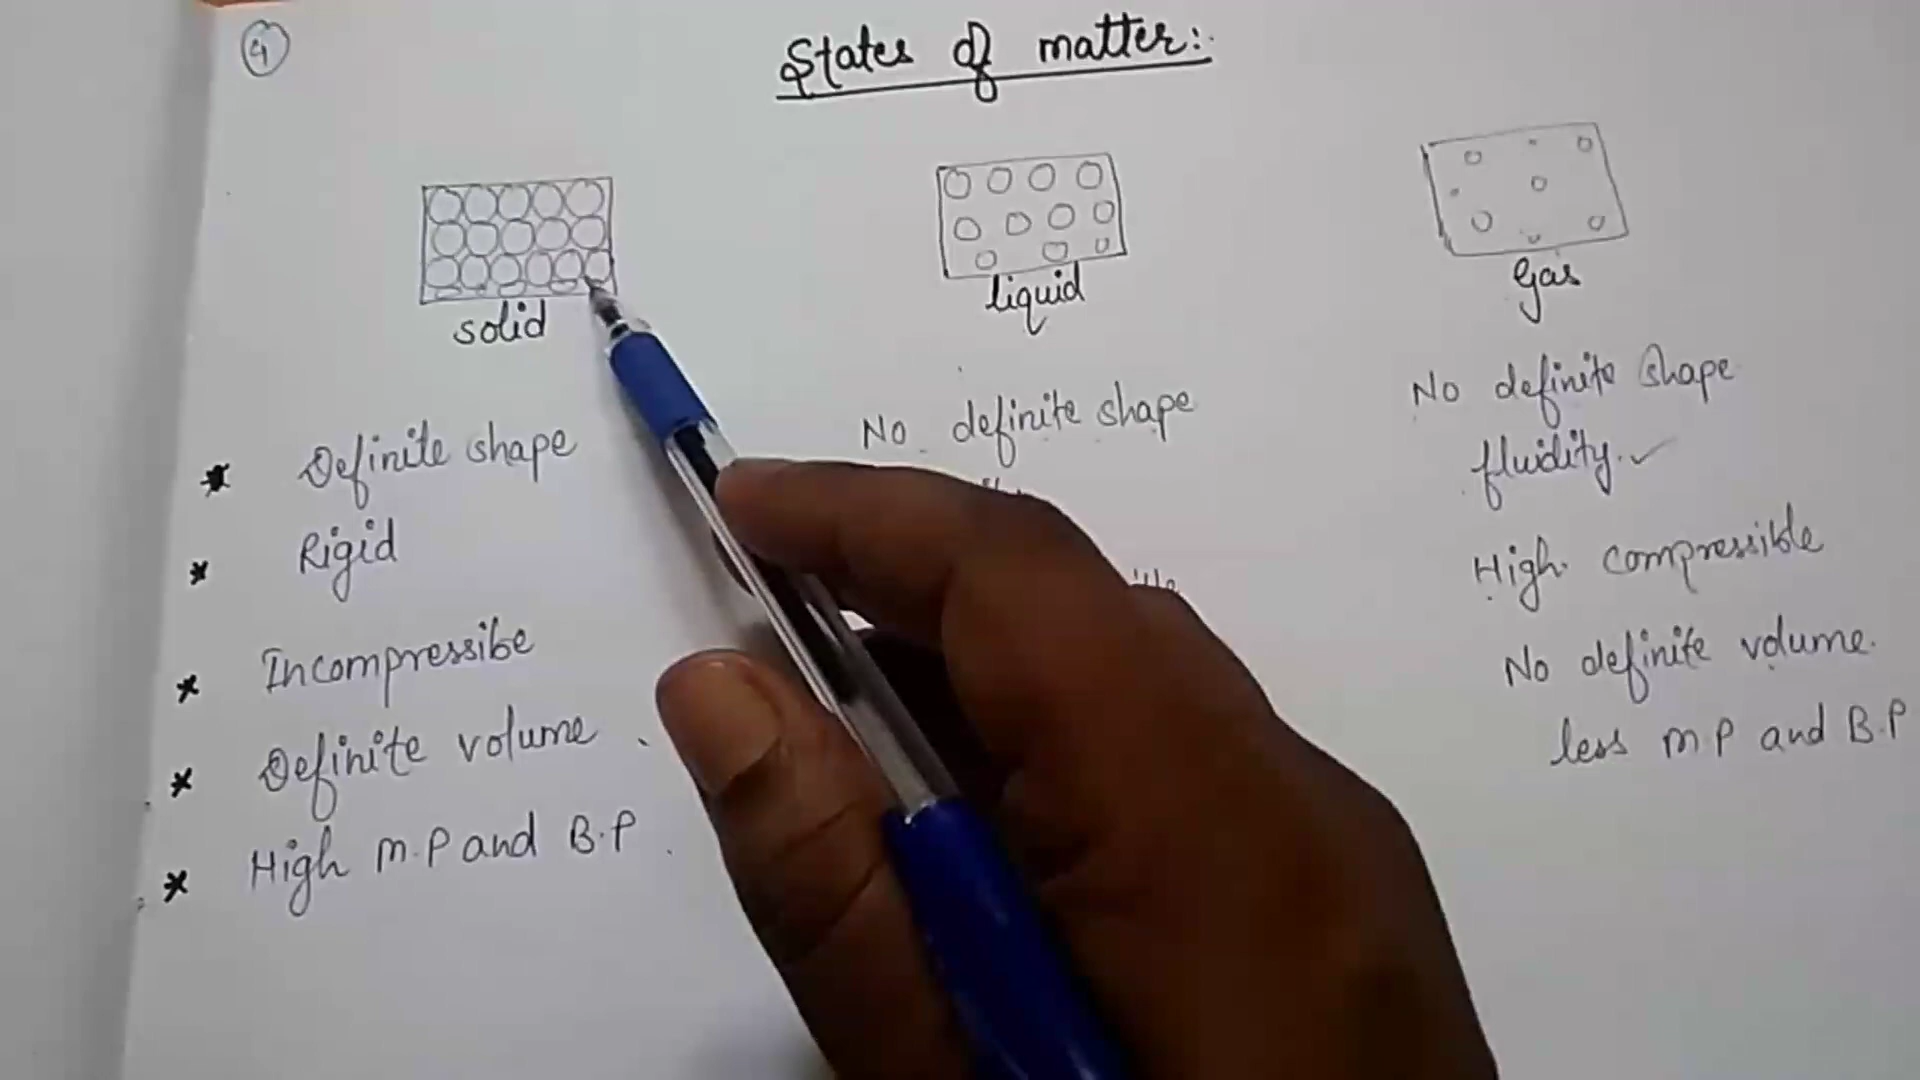 4
States of matter:
solid
liquid
gas
Definite shape
Rigid
Incompressibe
Definite volume
High M.P and B.P.
No definite shape
No definite shape
fluidity.
High compressible
No definite volume.
less M.P and B.P